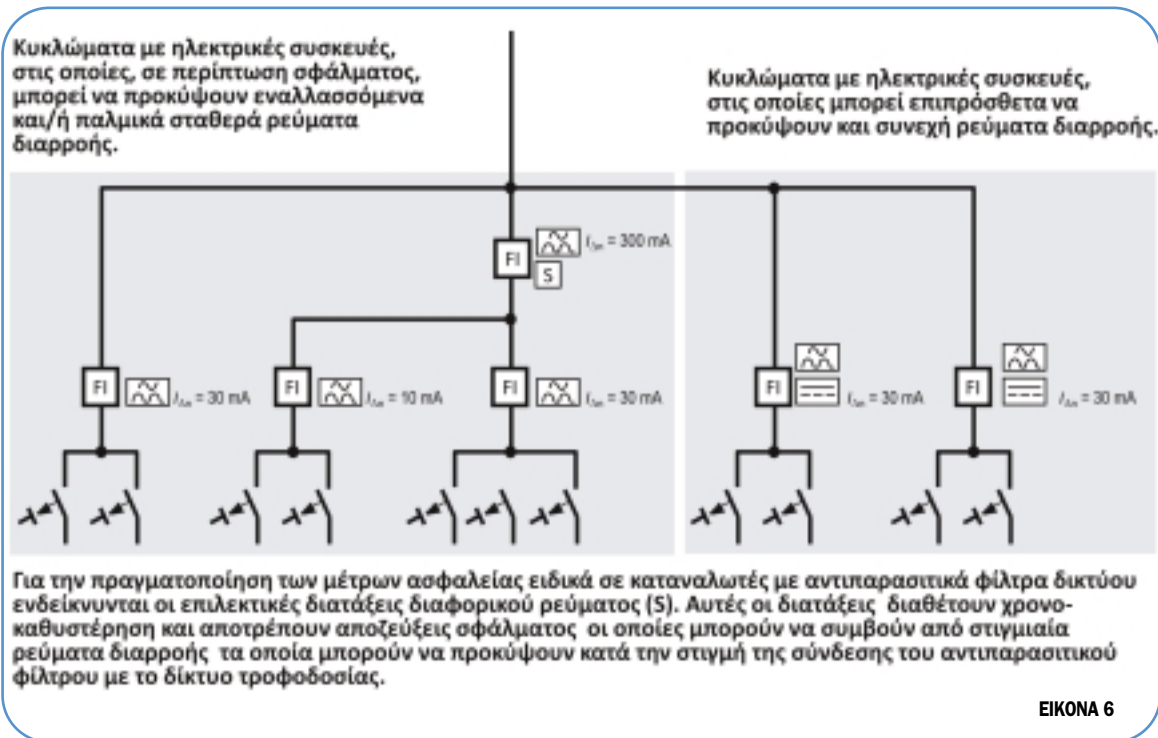 Κυκλώματα με ηλεκτρικές συσκευές,
στις οποίες, σε περίπτωση σφάλματος,
μπορεί να προκύψουν εναλλασσόμενα
και/ή παλμικά σταθερά ρεύματα
διαρροής.
Κυκλώματα με ηλεκτρικές συσκευές,
στις οποίες μπορεί επιπρόσθετα να
προκύψουν και συνεχή ρεύματα διαρροής.
FI
I∆n = 300 mA
S
FI
I∆n = 30 mA
FI
I∆n = 10 mA
FI
I∆n = 30 mA
FI
I∆n = 30 mA
FI
I∆n = 30 mA
Για την πραγματοποίηση των μέτρων ασφαλείας ειδικά σε καταναλωτές με αντιπαρασιτικά φίλτρα δικτύου
ενδείκνυνται οι επιλεκτικές διατάξεις διαφορικού ρεύματος (S). Αυτές οι διατάξεις διαθέτουν χρονο-
καθυστέρηση και αποτρέπουν αποζεύξεις σφάλματος οι οποίες μπορούν να συμβούν από στιγμιαία
ρεύματα διαρροής τα οποία μπορούν να προκύψουν κατά την στιγμή της σύνδεσης του αντιπαρασιτικού
φίλτρου με το δίκτυο τροφοδοσίας.
ΕΙΚΟΝΑ 6